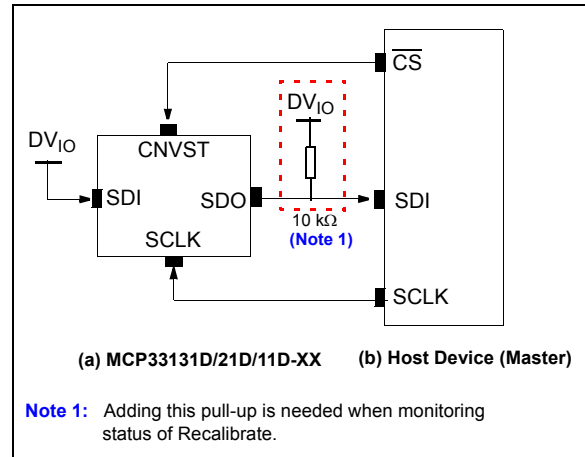 CS
DVIO
DVIO
CNVST
SDI
SDO
SDI
10 kΩ
(Note 1)
SCLK
SCLK
(a) MCP33131D/21D/11D-XX
(b) Host Device (Master)
Note 1: Adding this pull-up is needed when monitoring
status of Recalibrate.